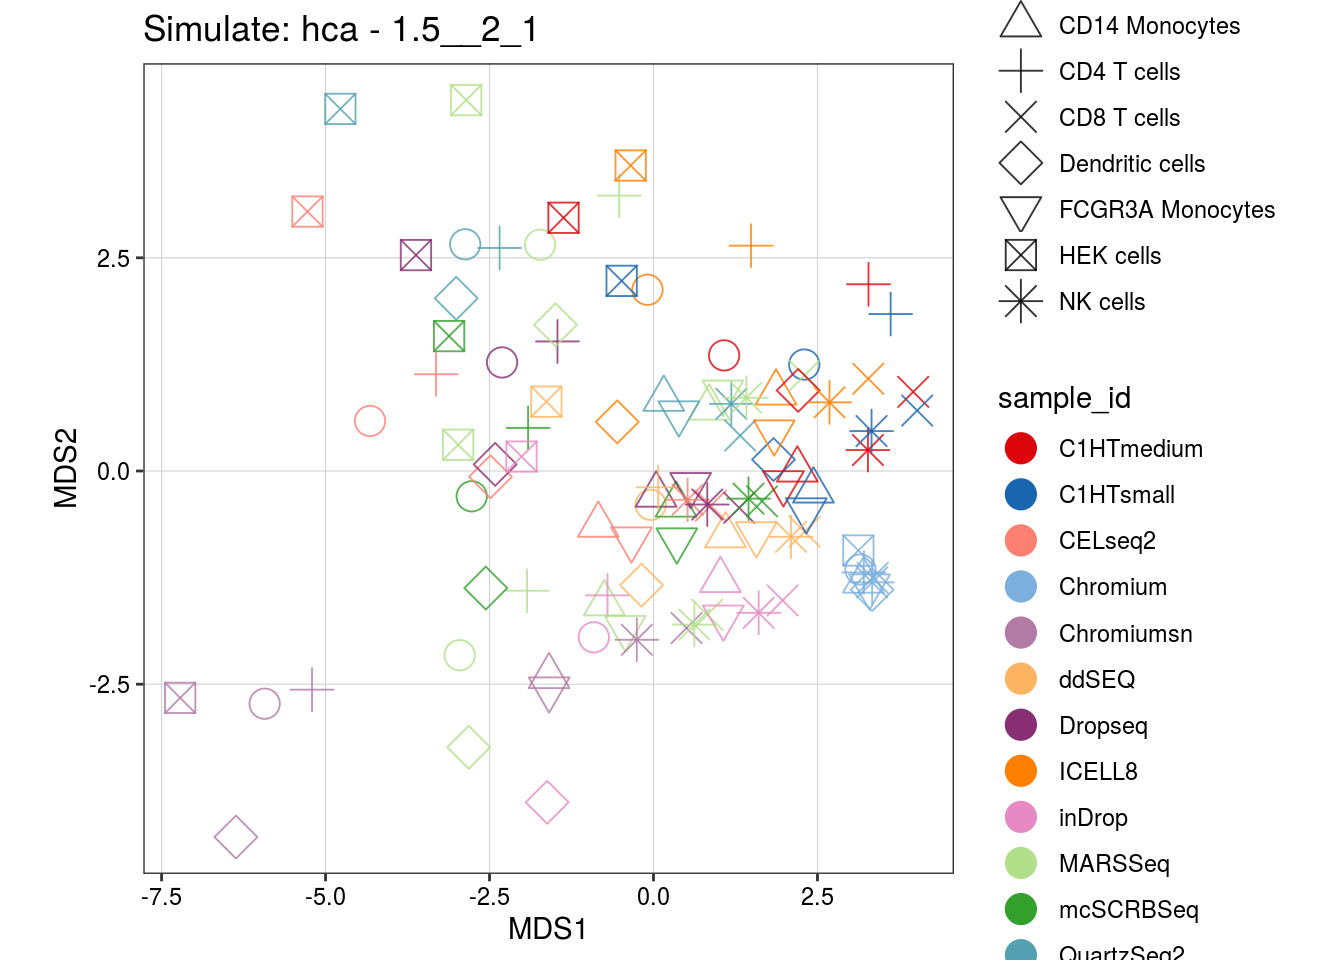 Simulate: hca - 1.5__2_1
CD14 Monocytes
CD4 T cells
CD8 T cells
Dendritic cells
FCGR3A Monocytes
HEK cells
NK cells
sample_id
C1HTmedium
C1HTsmall
CELseq2
Chromium
Chromiumsn
ddSEQ
Dropseq
ICELL8
inDrop
MARSSeq
mcSCRBSeq
QuartzSeq2
MDS2
2.5
0.0
-2.5
-7.5 -5.0 -2.5 0.0 2.5
MDS1